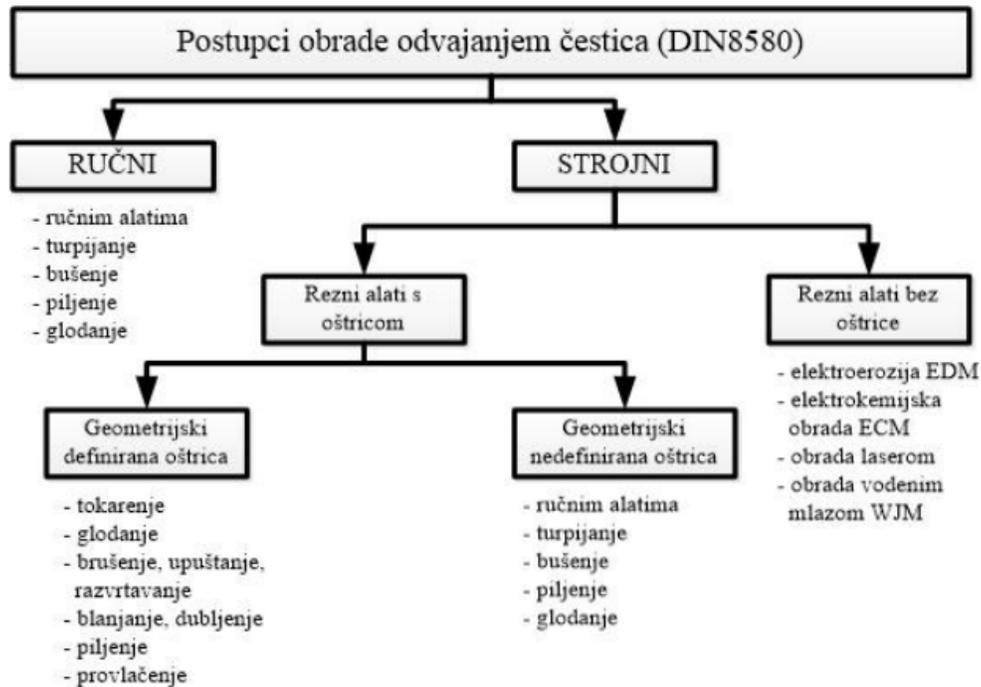 Postupci obrade odvajanjem čestica (DIN8580)
RUČNI
- ručnim alatima
- turpijanje
- bušenje
- piljenje
- glodanje
STROJNI
Rezni alati s
oštricom
Geometrijski
definirana oštrica
- tokarenje
- glodanje
- brušenje, upuštanje,
razvrtavanje
- blanjanje, dubljenje
- piljenje
- provlačenje
Geometrijski
nedefinirana oštrica
- ručnim alatima
- turpijanje
- bušenje
- piljenje
- glodanje
Rezni alati bez
oštrice
- elektroerozija EDM
- elektrokemijska
obrada ECM
- obrada laserom
- obrada vodenim
mlazom WJM